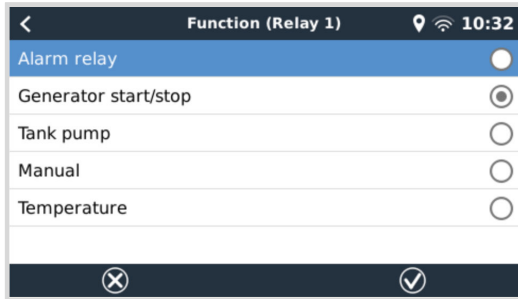 Function (Relay 1) 10:32
Alarm relay
Generator start/stop
Tank pump
Manual
Temperature